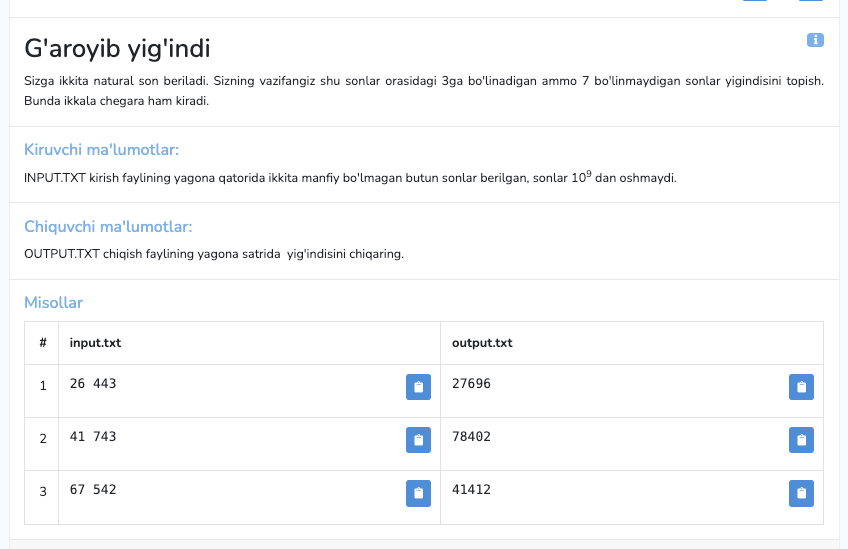 G'aroyib yig'indi
Sizga ikkita natural son beriladi. Sizning vazifangiz shu sonlar orasidagi 3ga bo'linadigan ammo 7 bo'linmaydigan sonlar yigindisini topish.
Bunda ikkala chegara ham kiradi.
Kiruvchi ma'lumotlar:
INPUT.TXT kirish faylining yagona qatorida ikkita manfiy bo'lmagan butun sonlar berilgan, sonlar 10⁹ dan oshmaydi.
Chiquvchi ma'lumotlar:
OUTPUT.TXT chiqish faylining yagona satrida yig'indisini chiqaring.
Misollar
# input.txt output.txt
1 26 443 27696
2 41 743 78402
3 67 542 41412